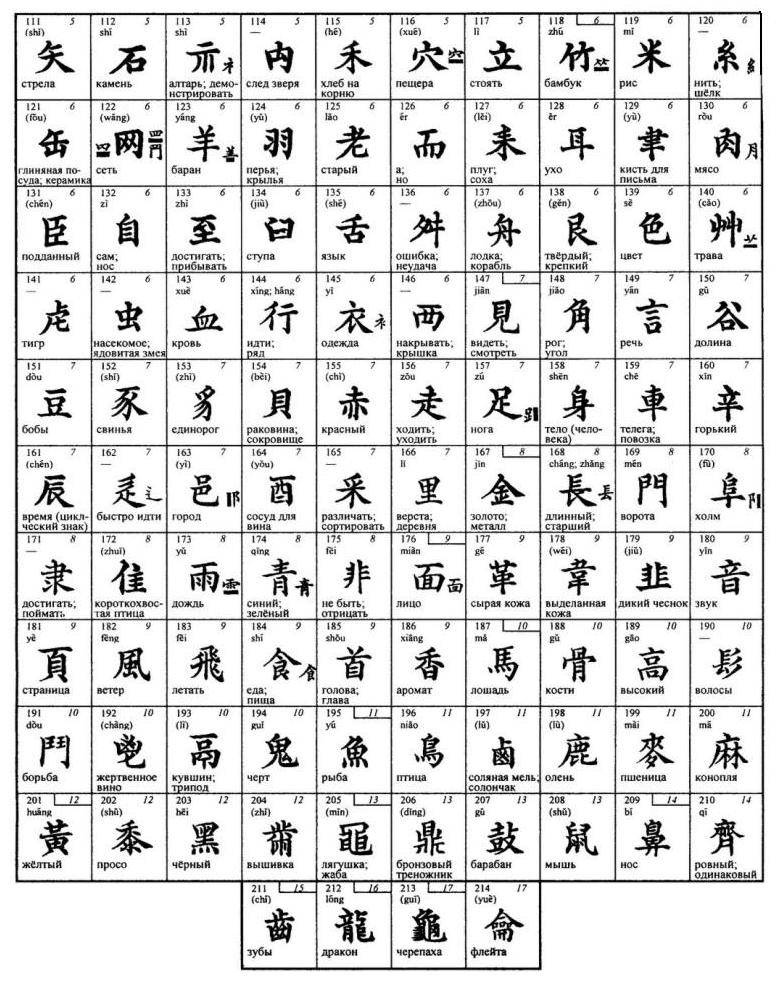 111 5
(shǐ)
矢
стрела
112 5
shí
石
камень
113 5
shì
示 礻
алтарь; демо-
нстрировать
114 5
—
禸
след зверя
115 5
(hé)
禾
хлеб на
корню
116 5
(xué)
穴
пещера
117 5
lì
立
стоять
118 6
zhú
竹
бамбук
119 6
mǐ
米
рис
120 6
—
糸 糹
нить;
шёлк
121 6
(fǒu)
缶
глиняная по-
суда; керамика
122 6
(wǎng)
罒 网
сеть
123 6
yáng
羊
баран
124 6
(yǔ)
羽
перья;
крылья
125 6
lǎo
老
старый
126 6
ér
而
а;
но
127 6
(lěi)
耒
плуг;
соха
128 6
ěr
耳
ухо
129 6
(yù)
聿
кисть для
письма
130 6
ròu
肉 月
мясо
131 6
(chén)
臣
подданный
132 6
zì
自
сам;
нос
133 6
zhì
至
достигать;
прибывать
134 6
(jiù)
臼
ступа
135 6
(shé)
舌
язык
136 6
—
舛
ошибка;
неудача
137 6
(zhōu)
舟
лодка;
корабль
138 6
(gèn)
艮
твёрдый;
крепкий
139 6
sè
色
цвет
140 6
(cǎo)
艸
трава
141 6
—
虍
тигр
142 6
—
虫
насекомое;
ядовитая змея
143 6
xuè
血
кровь
144 6
xíng; háng
行
идти;
ряд
145 6
yī
衣 衤
одежда
146 6
—
襾
накрывать;
крышка
147 7
jiàn
見
видеть;
смотреть
148 7
jiǎo
角
рог;
угол
149 7
yán
言
речь
150 7
gǔ
谷
долина
151 7
dòu
豆
бобы
152 7
(shǐ)
豕
свинья
153 7
(zhì)
豸
единорог
154 7
(bèi)
貝
раковина;
сокровище
155 7
(chì)
赤
красный
156 7
zǒu
走
ходить;
уходить
157 7
zú
足
нога
158 7
shēn
身
тело (чело-
века)
159 7
chē
車
телега;
повозка
160 7
xīn
辛
горький
161 7
(chén)
辰
время (цикл-
ческий знак)
162 7
—
辵 辶
быстро идти
163 7
(yì)
邑
город
164 7
(yǒu)
酉
сосуд для
вина
165 7
—
釆
различать;
сортировать
166 7
lǐ
里
верста;
деревня
167 8
jīn
金
золото;
металл
168 8
cháng; zhǎng
長 镸
длинный;
старший
169 8
mén
門
ворота
170 8
(fù)
阜
холм
171 8
—
隶
достигать;
поймать
172 8
(zhuī)
隹
короткохвос-
тая птица
173 8
yǔ
雨
дождь
174 8
qīng
靑 青
синий;
зелёный
175 8
fēi
非
не быть;
отрицать
176 9
miàn
面 面
лицо
177 9
gé
革
сырая кожа
178 9
(wěi)
韋
выделанная
кожа
179 9
(jiǔ)
韭
дикий чеснок
180 9
yīn
音
звук
181 9
yè
頁
страница
182 9
fēng
風
ветер
183 9
fēi
飛
летать
184 9
shí
食 飠
еда;
пища
185 9
shǒu
首
голова;
глава
186 9
xiāng
香
аромат
187 10
mǎ
馬
лошадь
188 10
gǔ
骨
кости
189 10
gāo
高
высокий
190 10
—
髟
волосы
191 10
dòu
鬥
борьба
192 10
(chàng)
鬯
жертвенное
вино
193 10
(lì)
鬲
кувшин;
трипод
194 10
guǐ
鬼
черт
195 11
yú
魚
рыба
196 11
niǎo
鳥
птица
197 11
(lǔ)
鹵
соляная мель;
солончак
198 11
(lù)
鹿
олень
199 11
mài
麥
пшеница
200 11
má
麻
конопля
201 12
huáng
黃
жёлтый
202 12
(shǔ)
黍
просо
203 12
hēi
黑
чёрный
204 12
(zhǐ)
黹
вышивка
205 13
(mǐn)
黽
лягушка;
жаба
206 13
(dǐng)
鼎
бронзовый
треножник
207 13
gǔ
鼓
барабан
208 13
(shǔ)
鼠
мышь
209 14
bí
鼻
нос
210 14
qí
齊
ровный;
одинаковый
211 15
(chǐ)
齒
зубы
212 16
lóng
龍
дракон
213 17
(guī)
龜
черепаха
214 17
(yuè)
龠
флейта